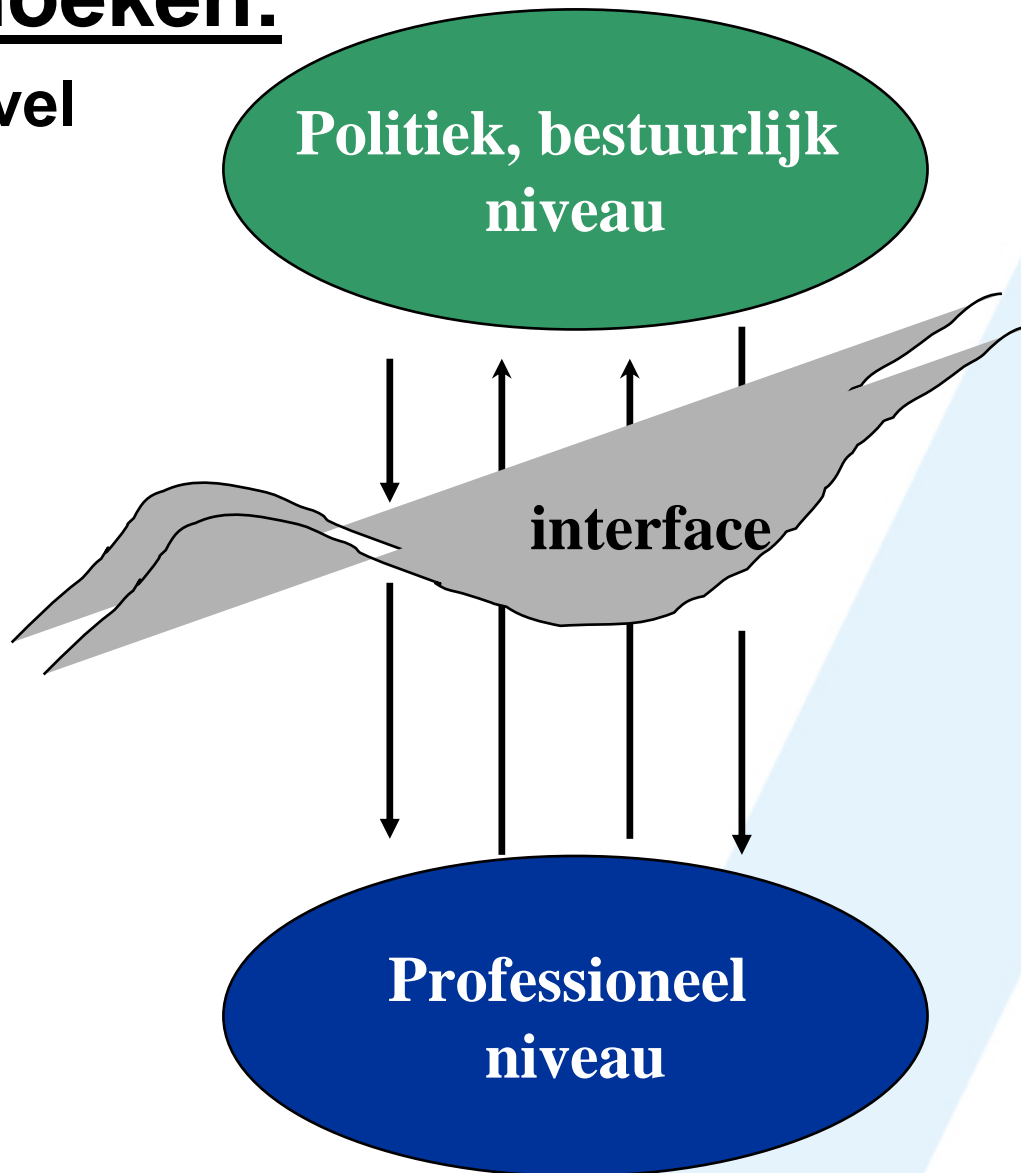 oeken:
vel
Politiek, bestuurlijk
niveau
interface
Professioneel
niveau